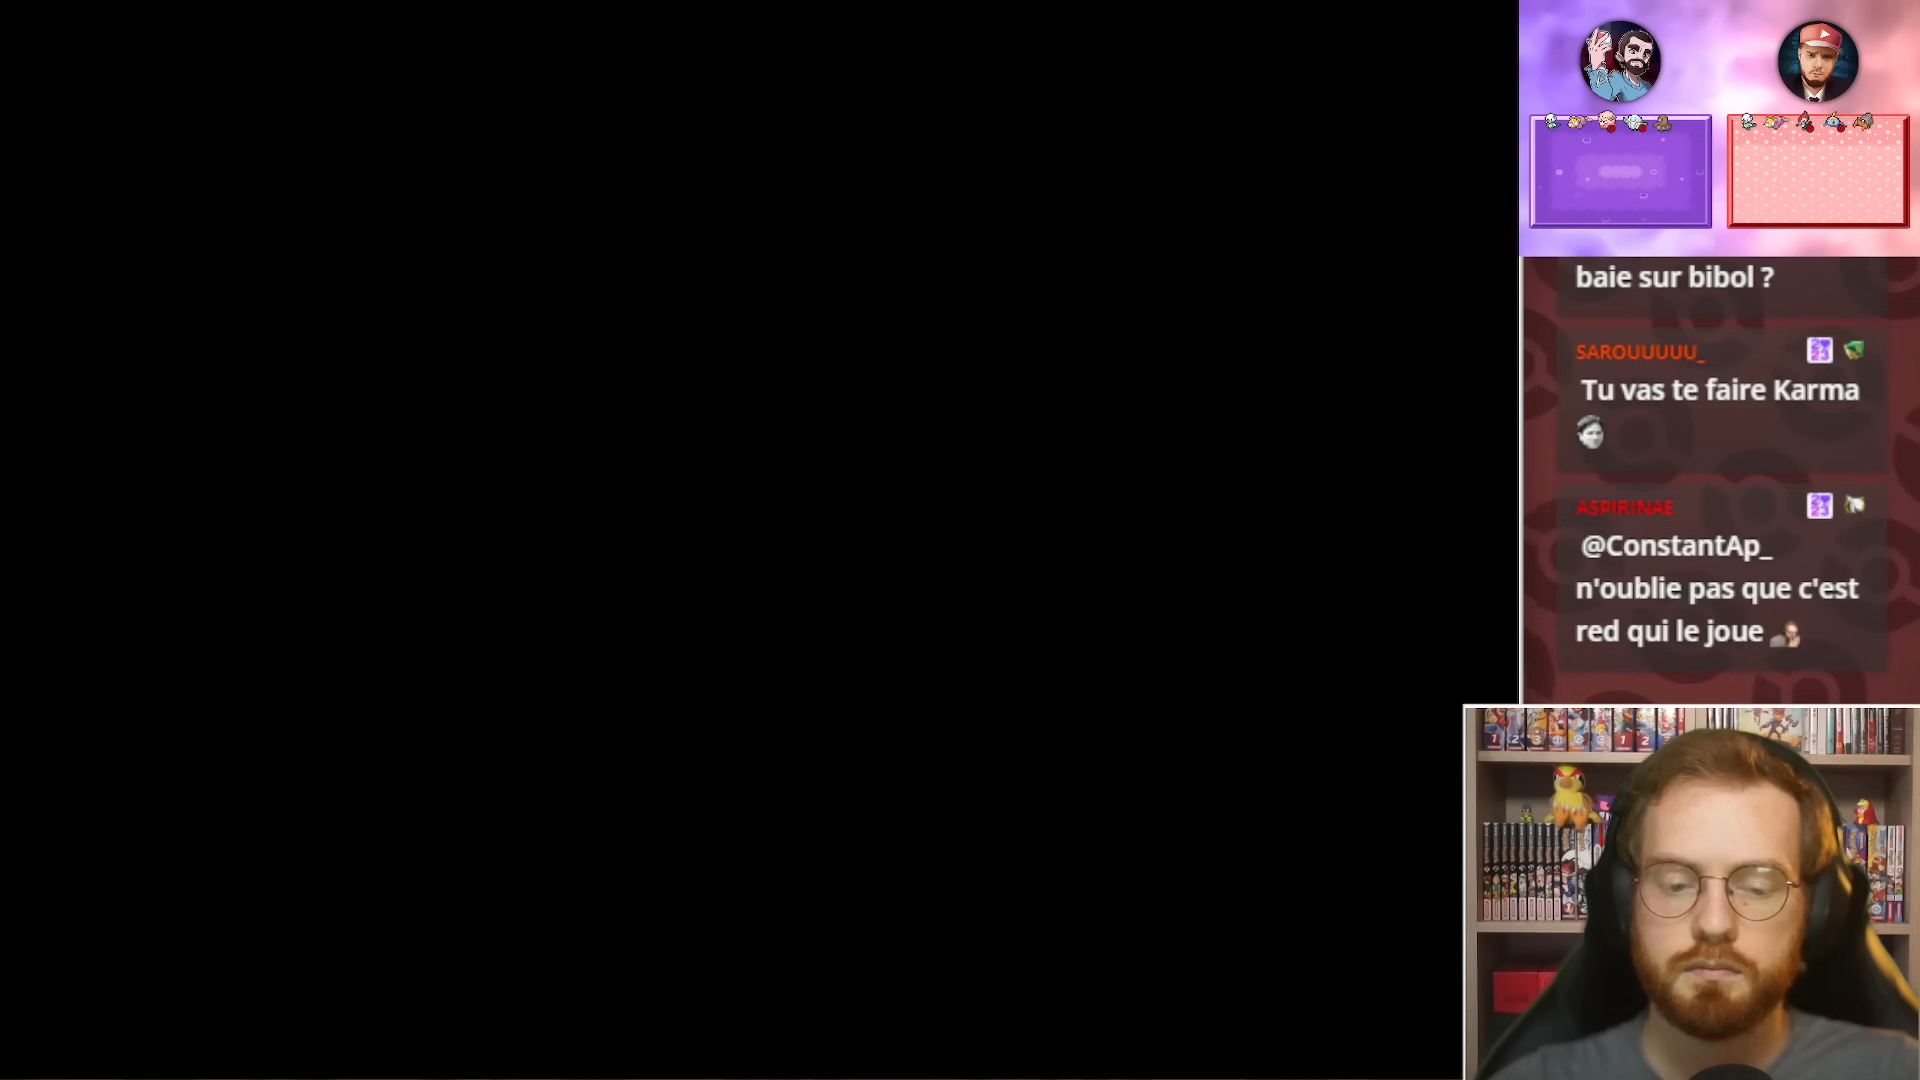 baie sur bibol ?
SAROUUUUU_
Tu vas te faire Karma
ASPIRINAE
@ConstantAp_
n'oublie pas que c'est
red qui le joue